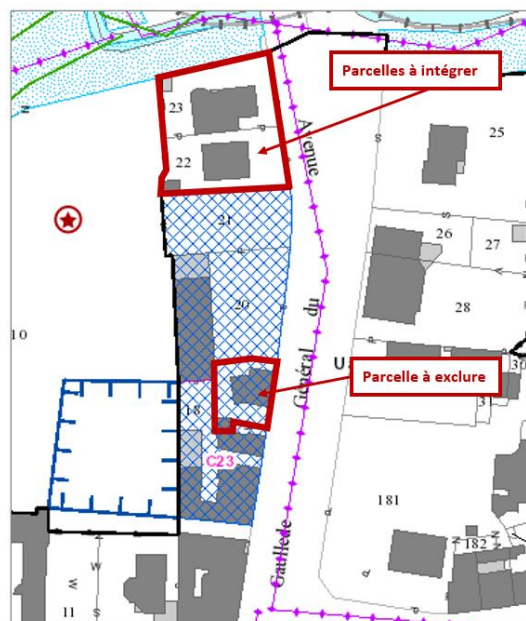 Parcelles à intégrer
23
22
Avenue
25
S
21
26
27
20
28
10
du
Général
Parcelle à exclure
30
31
18
C23
181
182
de
Gaulle
11
N
W
W
S